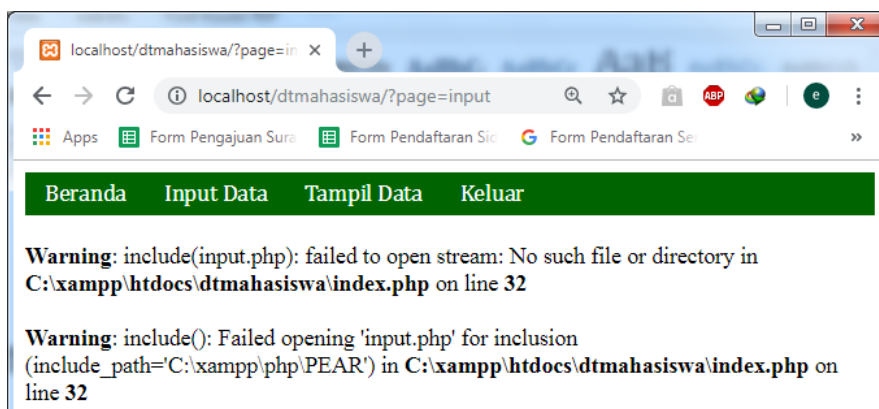 localhost/dtmahasiswa/?page=in
localhost/dtmahasiswa/?page=input
ABP
e
Apps
Form Pengajuan Sura
Form Pendaftaran Sid
Form Pendaftaran Se
»
Beranda Input Data Tampil Data Keluar
Warning: include(input.php): failed to open stream: No such file or directory in
C:\xampp\htdocs\dtmahasiswa\index.php on line 32
Warning: include(): Failed opening 'input.php' for inclusion
(include_path='C:\xampp\php\PEAR') in C:\xampp\htdocs\dtmahasiswa\index.php on
line 32